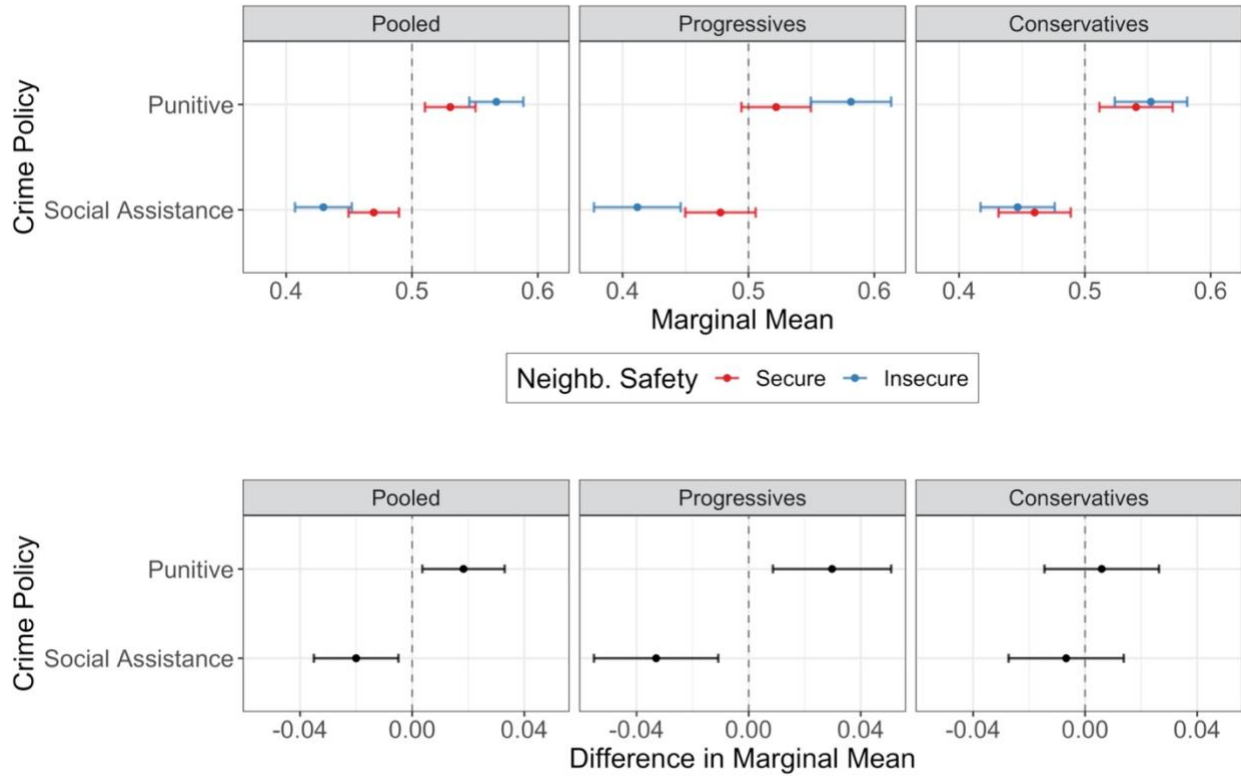 Pooled Progressives Conservatives
Crime Policy
Punitive
Social Assistance
0.4 0.5 0.6 0.4 0.5 0.6 0.4 0.5 0.6
Marginal Mean
Neighb. Safety Secure Insecure
Pooled Progressives Conservatives
Crime Policy
Punitive
Social Assistance
-0.04 0.00 0.04 -0.04 0.00 0.04 -0.04 0.00 0.04
Difference in Marginal Mean